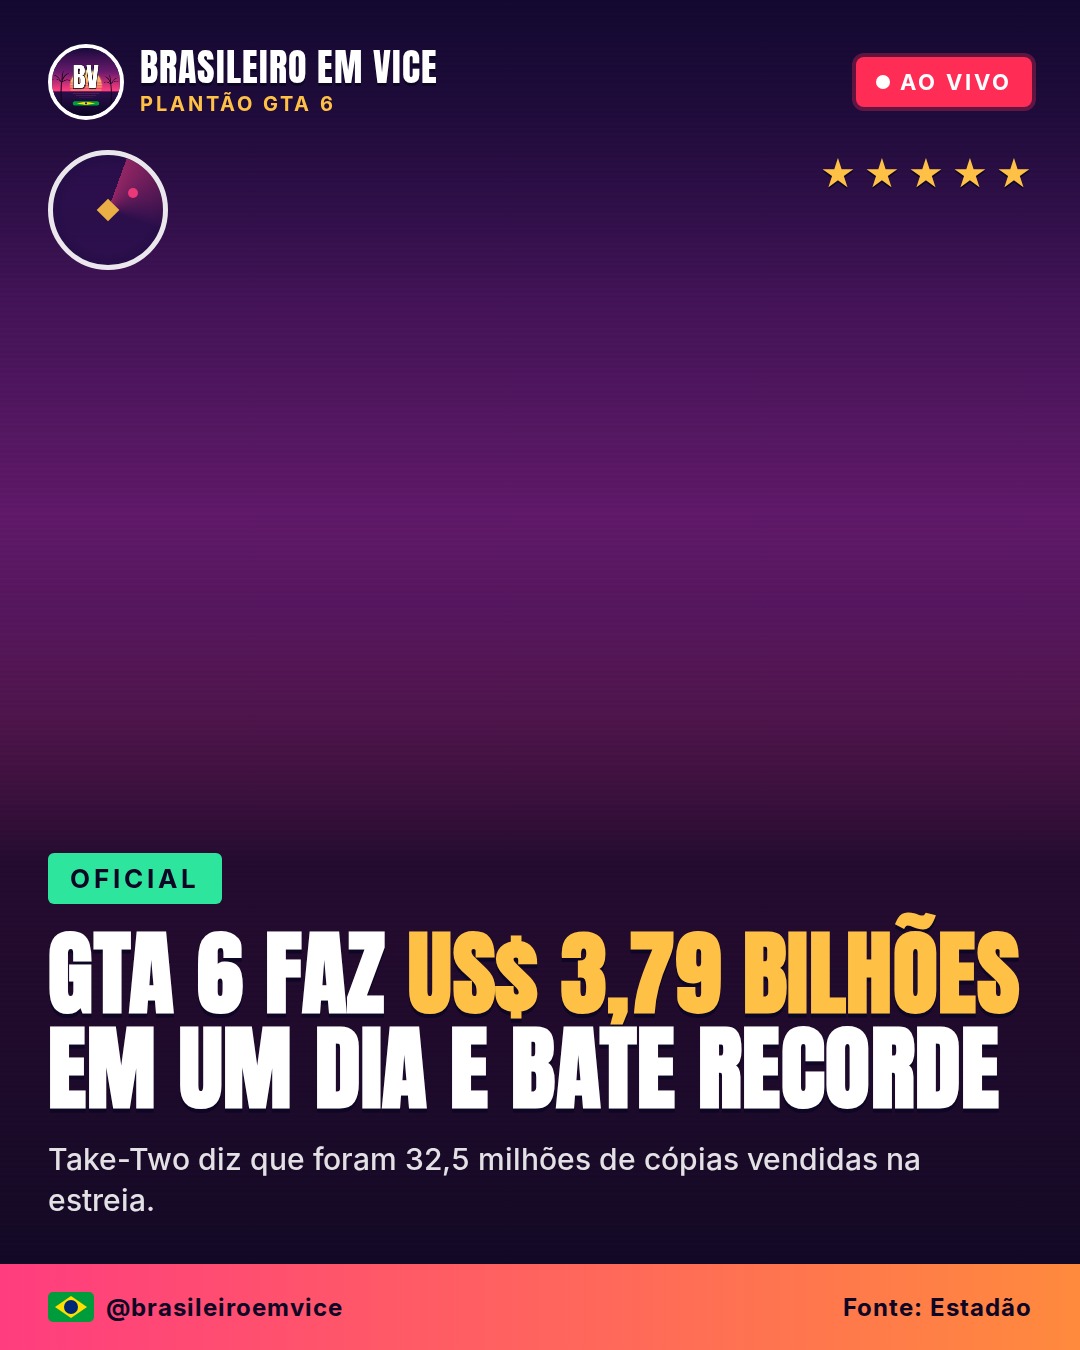 BV
BRASILEIRO EM VICE
PLANTÃO GTA 6
AO VIVO
OFICIAL
GTA 6 FAZ US$ 3,79 BILHÕES
EM UM DIA E BATE RECORDE
Take-Two diz que foram 32,5 milhões de cópias vendidas na
estreia.
@brasileiroemvice
Fonte: Estadão